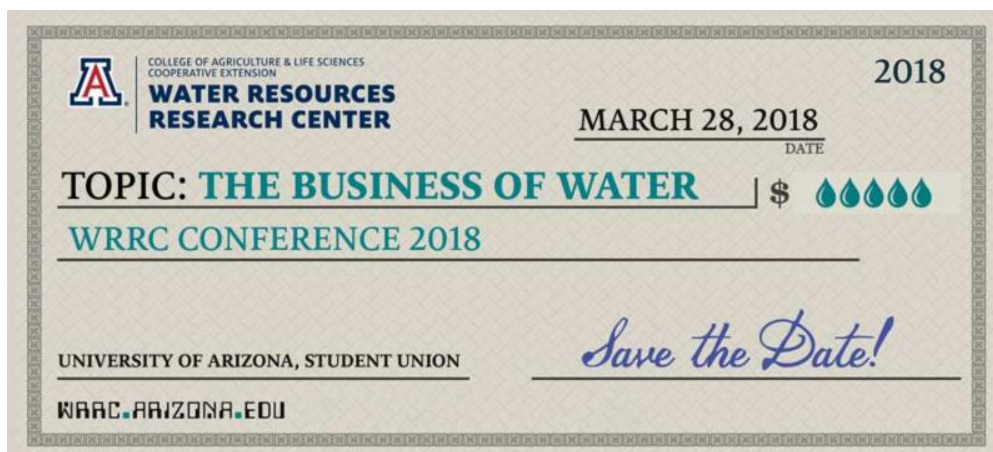 COLLEGE OF AGRICULTURE & LIFE SCIENCES
COOPERATIVE EXTENSION
WATER RESOURCES
RESEARCH CENTER
A
2018
MARCH 28, 2018
DATE
TOPIC: THE BUSINESS OF WATER | $
WRRC CONFERENCE 2018
UNIVERSITY OF ARIZONA, STUDENT UNION
Save the Date!
WRRC.ARIZONA.EDU